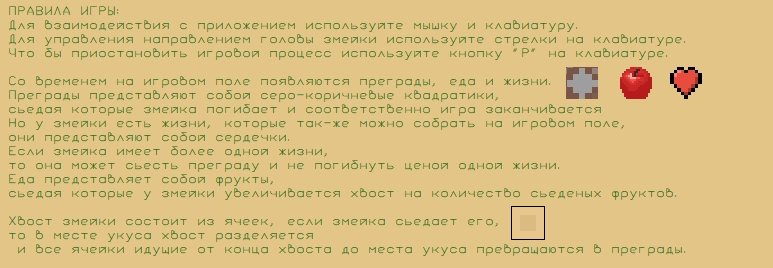 ПРАВИЛА ИГРЫ:
Для взаимодействия с приложением используйте мышку и клавиатуру.
Для управления направлением головы змейки используйте стрелки на клавиатуре.
Что бы приостановить игровой процесс используйте кнопку "P" на клавиатуре.
Со временем на игровом поле появляются преграды, еда и жизни.
Преграды представляют собой серо-коричневые квадратики,
сьедая которые змейка погибает и соответственно игра заканчивается
Но у змейки есть жизни, которые так-же можно собрать на игровом поле,
они представляют собой сердечки.
Если змейка имеет более одной жизни,
то она может сьесть преграду и не погибнуть ценой одной жизни.
Еда представляет собой фрукты,
сьедая которые у змейки увеличивается хвост на количество сьеденых фруктов.
Хвост змейки состоит из ячеек, если змейка сьедает его,
то в месте укуса хвост разделяется
и все ячейки идущие от конца хвоста до места укуса превращаются в преграды.